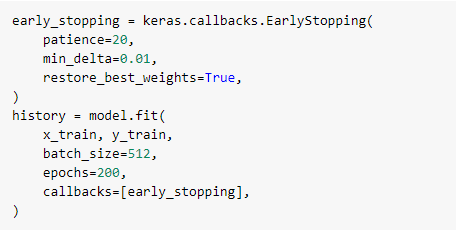 early_stopping = keras.callbacks.EarlyStopping(
    patience=20,
    min_delta=0.01,
    restore_best_weights=True,
)
history = model.fit(
    x_train, y_train,
    batch_size=512,
    epochs=200,
    callbacks=[early_stopping],
)